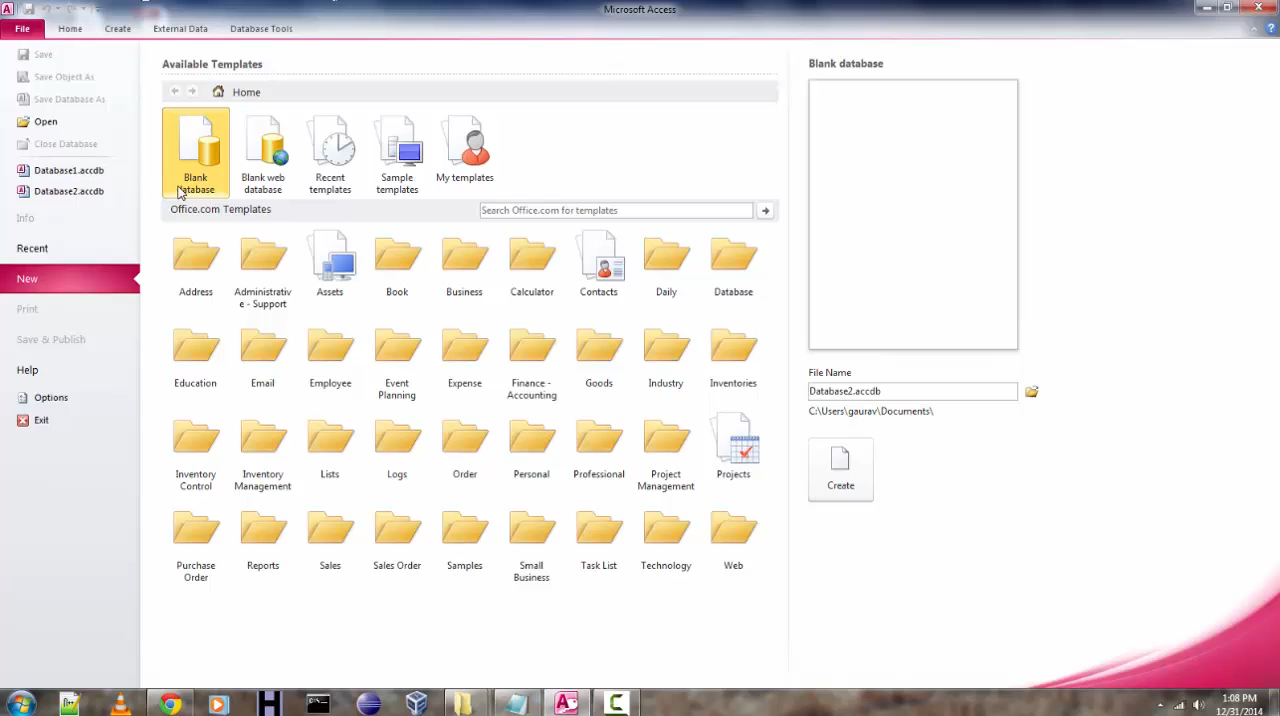 Microsoft Access
File Home Create External Data Database Tools
Save
Save Object As
Save Database As
Open
Close Database
Database1.accdb
Database2.accdb
Info
Recent
New
Print
Save & Publish
Help
Options
Exit
Available Templates
Home
Blank database
Blank web database
Recent templates
Sample templates
My templates
Office.com Templates
Search Office.com for templates
Address
Administrativ
e - Support
Assets
Book
Business
Calculator
Contacts
Daily
Database
Education
Email
Employee
Event
Planning
Expense
Finance -
Accounting
Goods
Industry
Inventories
Inventory
Control
Inventory
Management
Lists
Logs
Order
Personal
Professional
Project
Management
Projects
Purchase
Order
Reports
Sales
Sales Order
Samples
Small
Business
Task List
Technology
Web
Blank database
File Name
Database2.accdb
C:\Users\gaurav\Documents\
Create
1:08 PM
12/31/2014